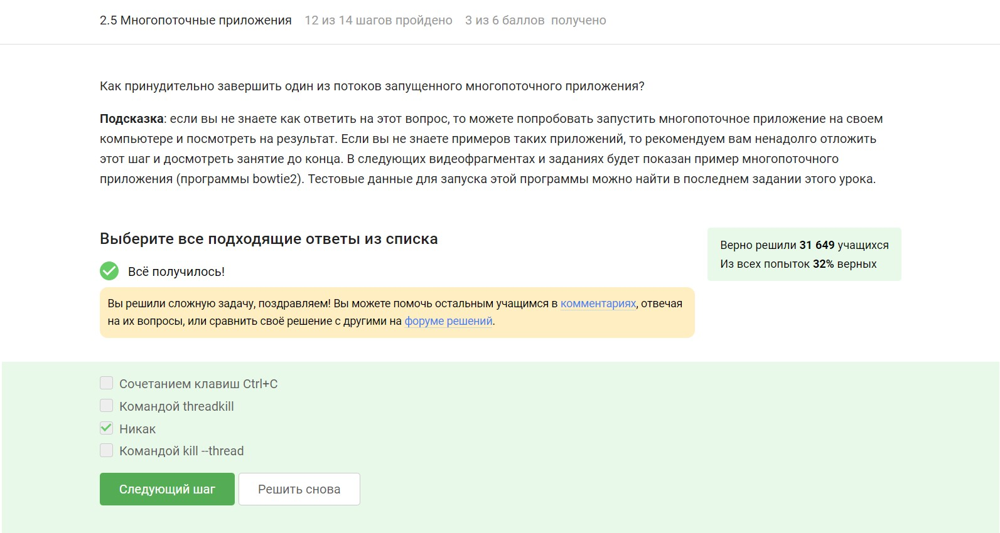 2.5 Многопоточные приложения 12 из 14 шагов пройдено 3 из 6 баллов получено
Как принудительно завершить один из потоков запущенного многопоточного приложения?
Подсказка: если вы не знаете как ответить на этот вопрос, то можете попробовать запустить многопоточное приложение на своем
компьютере и посмотреть на результат. Если вы не знаете примеров таких приложений, то рекомендуем вам ненадолго отложить
этот шаг и досмотреть занятие до конца. В следующих видеофрагментах и заданиях будет показан пример многопоточного
приложения (программы bowtie2). Тестовые данные для запуска этой программы можно найти в последнем задании этого урока.
Выберите все подходящие ответы из списка
Верно решили 31 649 учащихся
Из всех попыток 32% верных
Всё получилось!
Вы решили сложную задачу, поздравляем! Вы можете помочь остальным учащимся в комментариях, отвечая
на их вопросы, или сравнить своё решение с другими на форуме решений.
Сочетанием клавиш Ctrl+C
Командой threadkill
Никак
Командой kill --thread
Следующий шаг
Решить снова